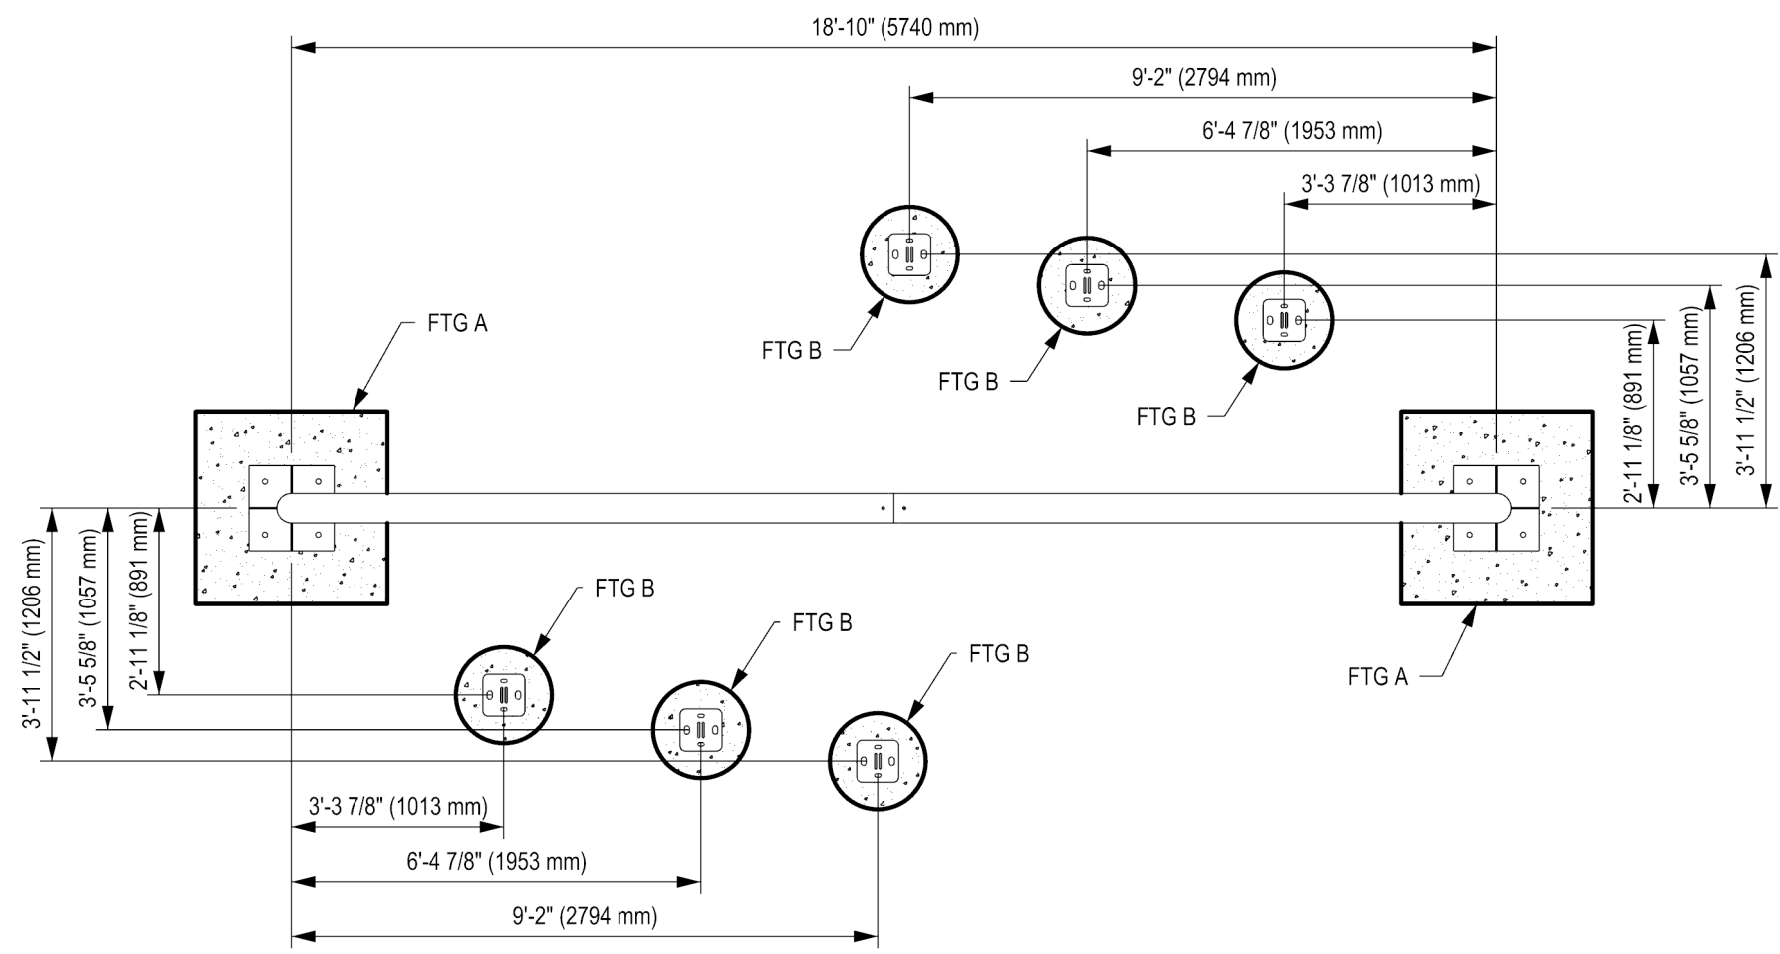 18'-10" (5740 mm)
9'-2" (2794 mm)
6'-4 7/8" (1953 mm)
3'-3 7/8" (1013 mm)
FTG A
FTG B
FTG B
FTG B
2'-11 1/8" (891 mm)
3'-5 5/8" (1057 mm)
3'-11 1/2" (1206 mm)
3'-11 1/2" (1206 mm)
3'-5 5/8" (1057 mm)
2'-11 1/8" (891 mm)
FTG B
FTG B
FTG B
FTG A
3'-3 7/8" (1013 mm)
6'-4 7/8" (1953 mm)
9'-2" (2794 mm)